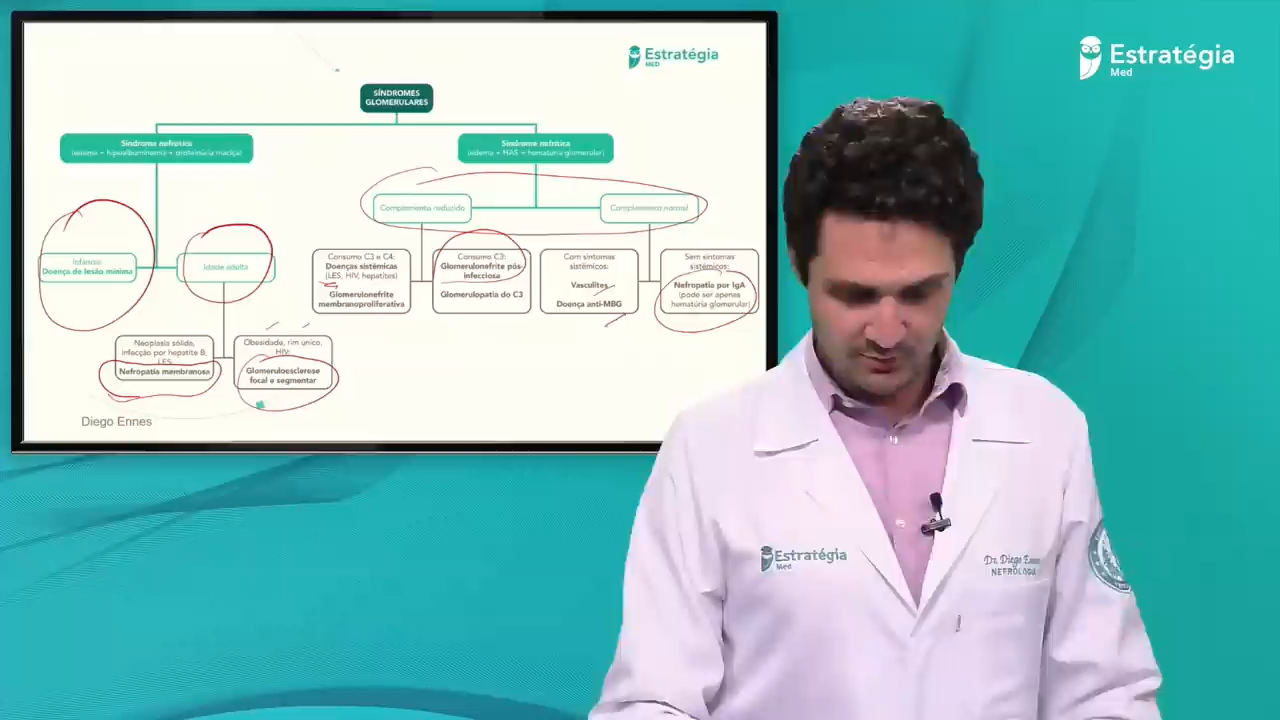 Estratégia
MED
SÍNDROMES
GLOMERULARES
Síndrome nefrótica
(edema + hipoalbuminemia + proteinúria maciça)
Síndrome nefrítica
(edema + HAS + hematúria glomerular)
Complemento reduzido
Complemento normal
Infância:
Doença de lesão mínima
Idade adulta
Consumo C3 e C4:
Doenças sistêmicas
(LES, HIV, hepatites)
Glomerulonefrite
membranoproliferativa
Consumo C3:
Glomerulonefrite pós-
infecciosa
Glomerulopatia do C3
Com sintomas
sistêmicos:
Vasculites
Doença anti-MBG
Sem sintomas
sistêmicos:
Nefropatia por IgA
(pode ser apenas
hematúria glomerular)
Neoplasia sólida,
infecção por hepatite B,
LES:
Nefropatia membranosa
Obesidade, rim único,
HIV:
Glomeruloesclerose
focal e segmentar
Diego Ennes
Estratégia
Med
Estratégia
Med
Dr. Diego
NEFROLOGIA